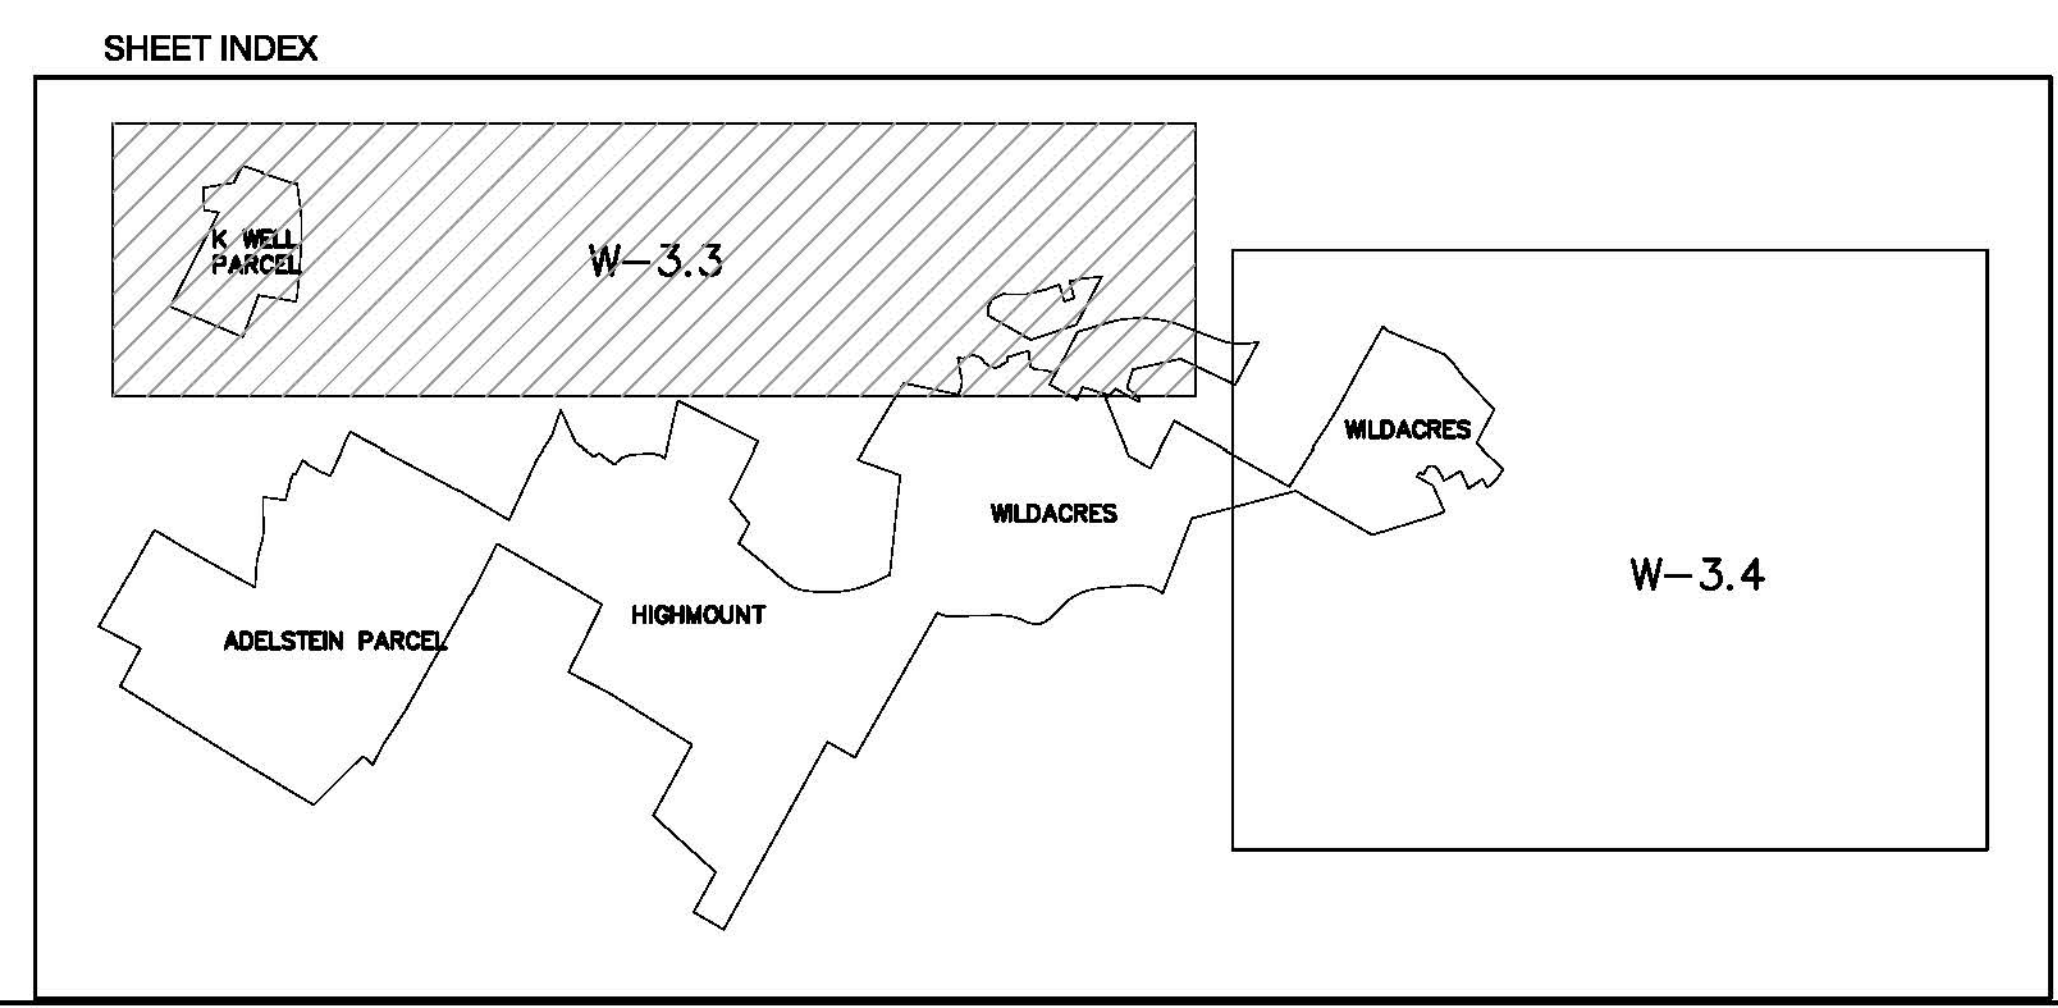 SHEET INDEX
K WELL
PARCEL
W-3.3
WILDACRES
WILDACRES
W-3.4
HIGHMOUNT
ADELSTEIN PARCEL